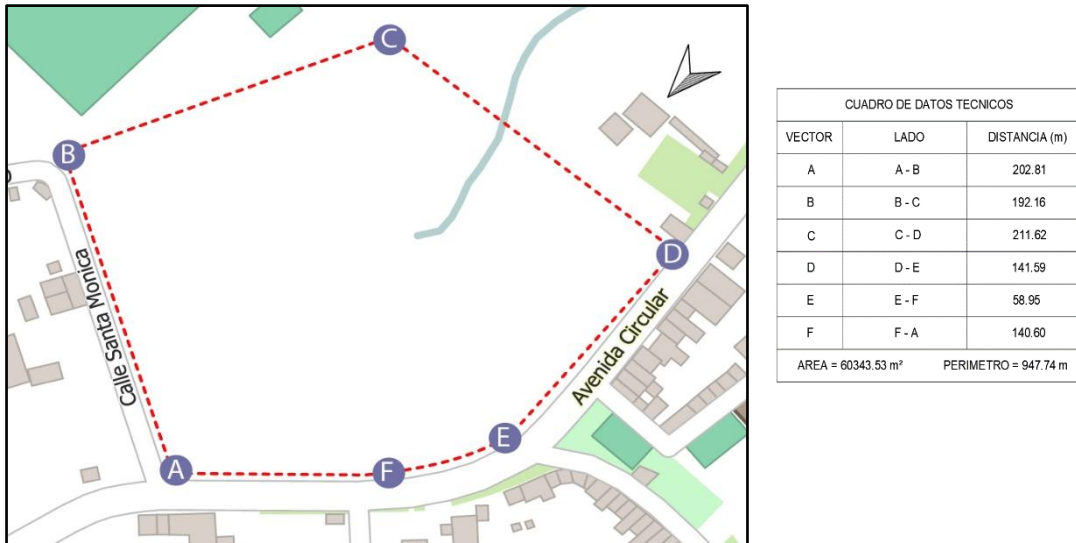 C
B
D
A
F
E
Calle Santa Monica
Avenida Circular
CUADRO DE DATOS TECNICOS
VECTOR LADO DISTANCIA (m)
A A - B 202.81
B B - C 192.16
C C - D 211.62
D D - E 141.59
E E - F 58.95
F F - A 140.60
AREA = 60343.53 m² PERIMETRO = 947.74 m